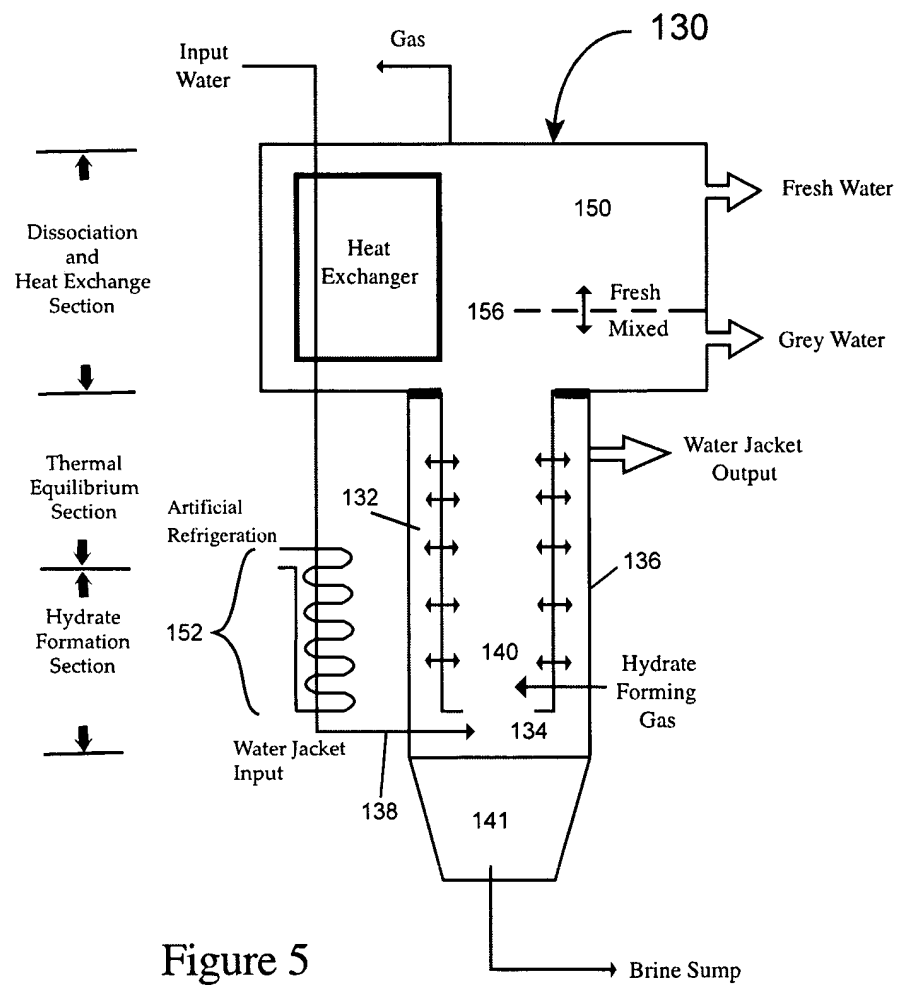 130
Gas
Input
Water
Fresh Water
150
Dissociation
and
Heat Exchange
Section
Heat
Exchanger
156
Fresh
Mixed
Grey Water
Thermal
Equilibrium
Section
Water Jacket
Output
Artificial
Refrigeration
132
136
Hydrate
Formation
Section
152
140
Hydrate
Forming
Gas
134
Water Jacket
Input
138
141
Figure 5
Brine Sump